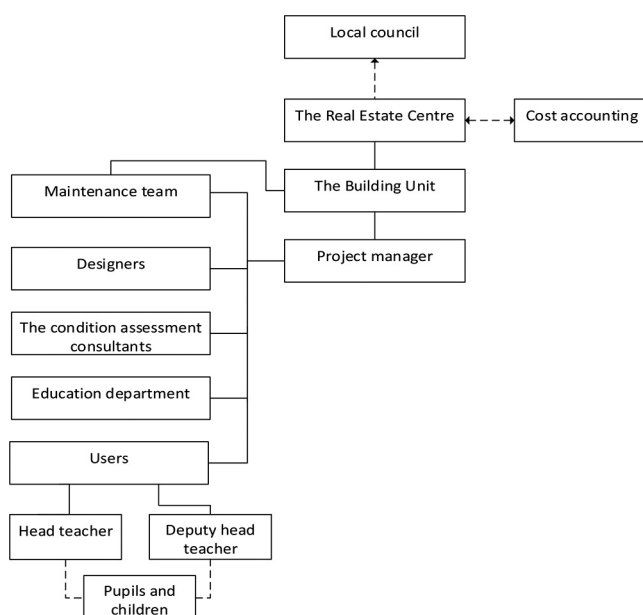 Local council
The Real Estate Centre
Cost accounting
Maintenance team
The Building Unit
Designers
Project manager
The condition assessment
consultants
Education department
Users
Head teacher
Deputy head
teacher
Pupils and
children